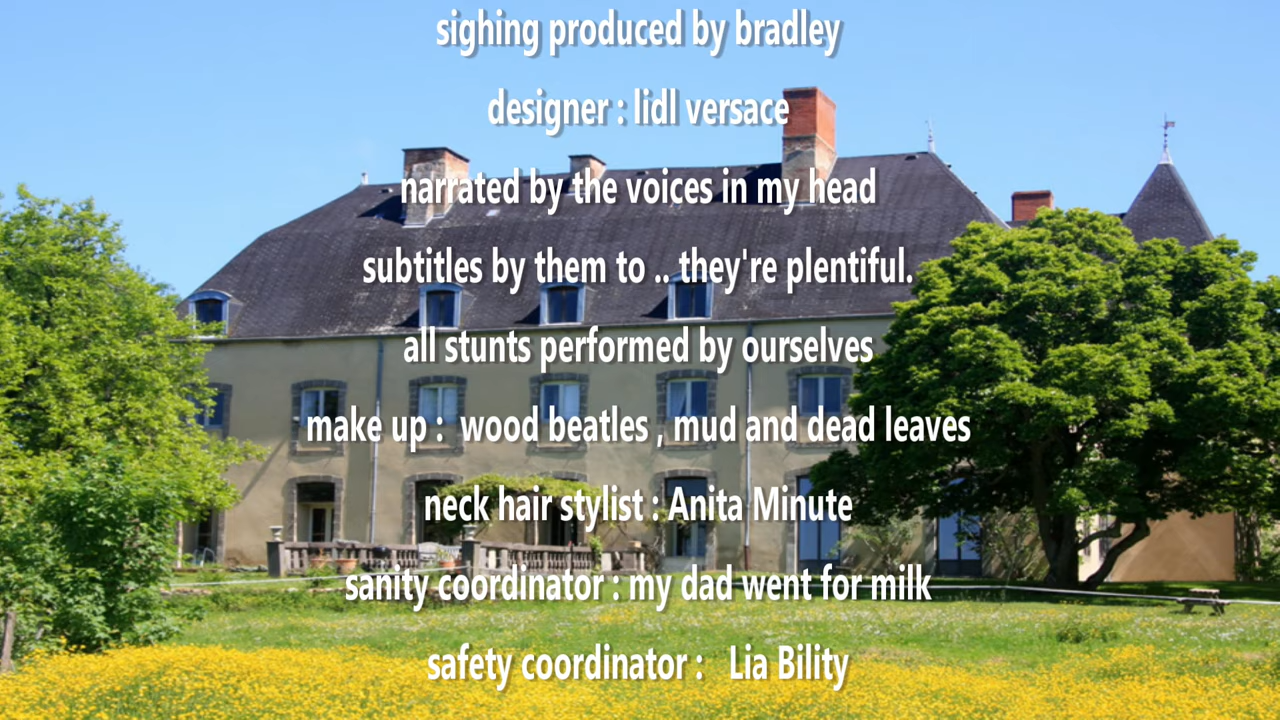 sighing produced by bradley
designer : lidl versace
narrated by the voices in my head
subtitles by them to .. they're plentiful.
all stunts performed by ourselves
make up :  wood beatles , mud and dead leaves
neck hair stylist : Anita Minute
sanity coordinator : my dad went for milk
safety coordinator :   Lia Bility